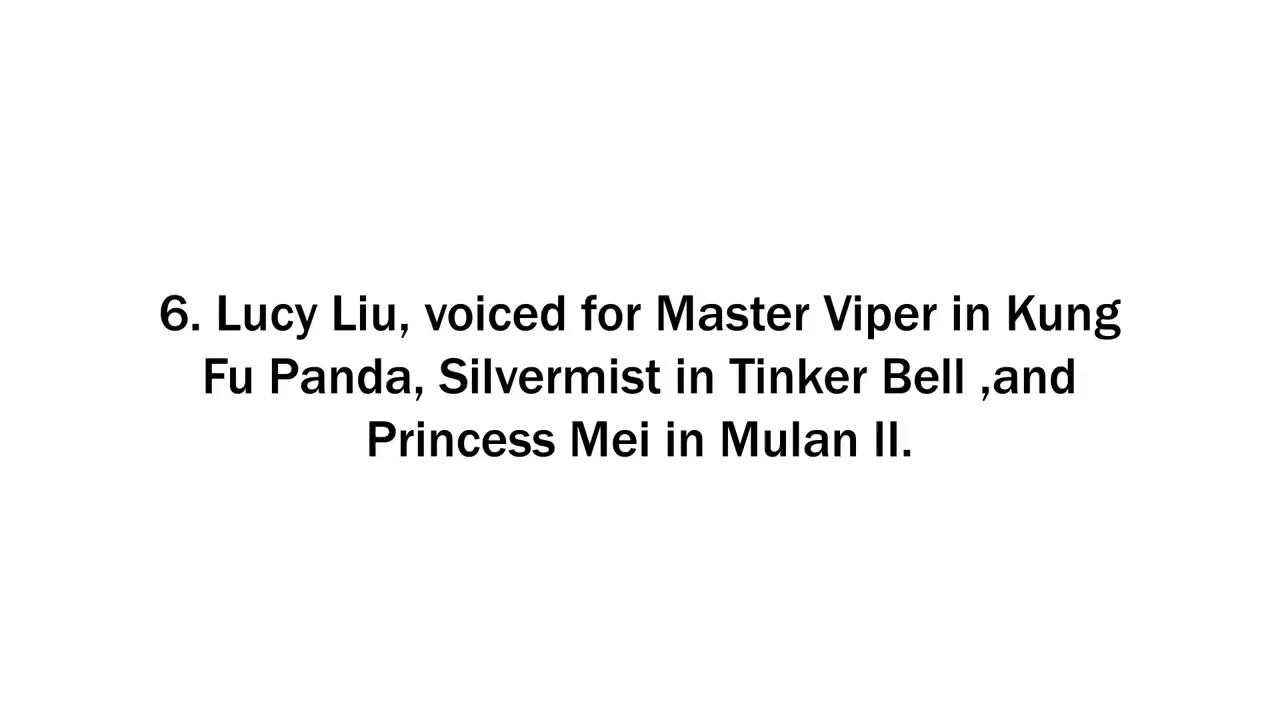 6. Lucy Liu, voiced for Master Viper in Kung
Fu Panda, Silvermist in Tinker Bell ,and
Princess Mei in Mulan II.